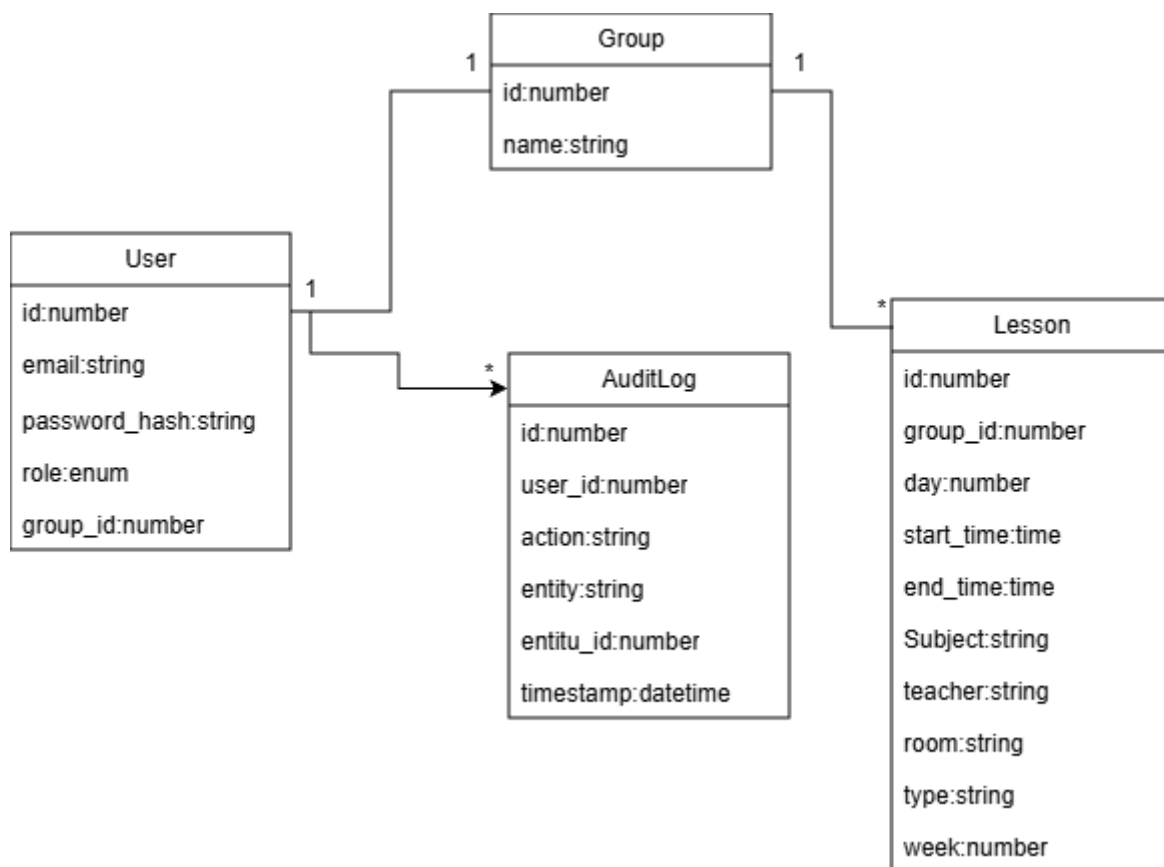 Group
1
1
id:number
name:string
User
1
id:number
email:string
password_hash:string
role:enum
group_id:number
*
AuditLog
id:number
user_id:number
action:string
entity:string
entitu_id:number
timestamp:datetime
*
Lesson
id:number
group_id:number
day:number
start_time:time
end_time:time
Subject:string
teacher:string
room:string
type:string
week:number